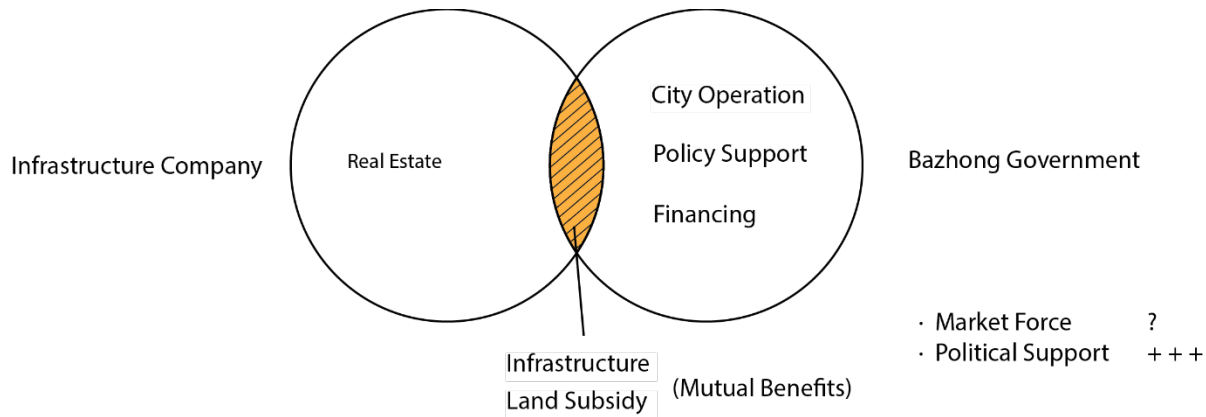 Infrastructure Company
Real Estate
City Operation
Policy Support
Financing
Bazhong Government
Infrastructure
Land Subsidy
(Mutual Benefits)
· Market Force ?
· Political Support + + +